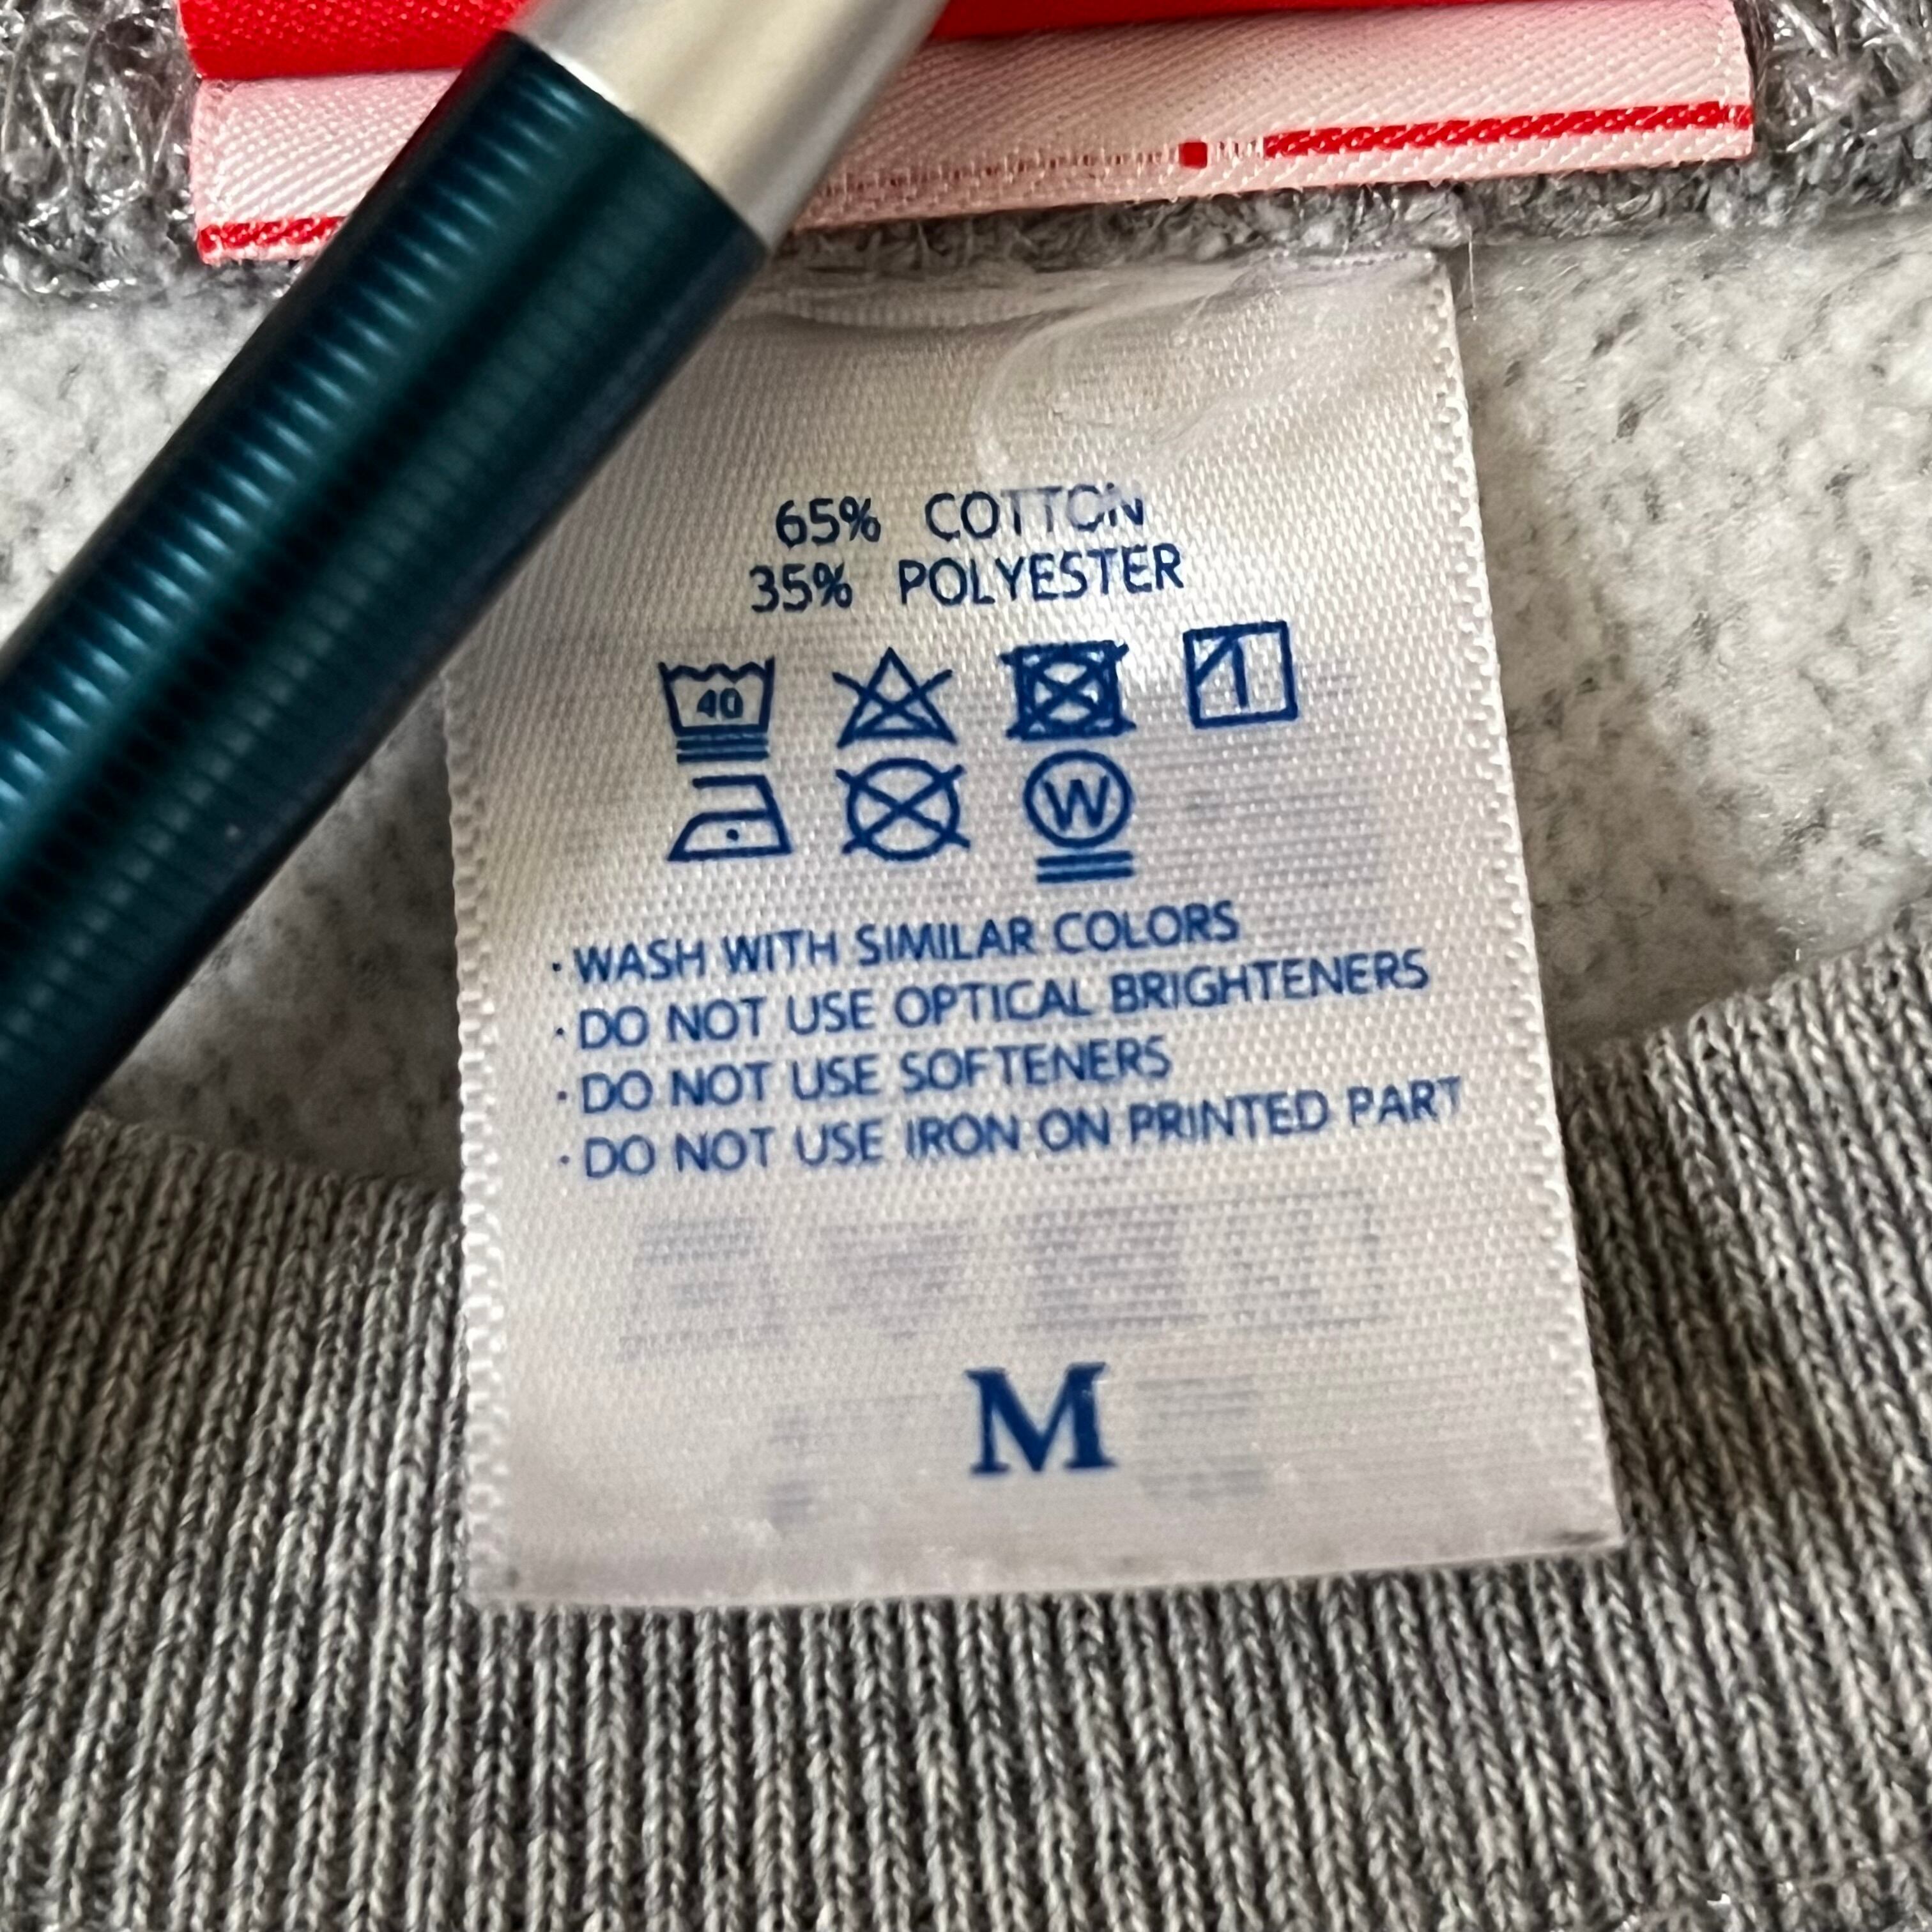 65% COTTON
35% POLYESTER
40
W
· WASH WITH SIMILAR COLORS
· DO NOT USE OPTICAL BRIGHTENERS
· DO NOT USE SOFTENERS
· DO NOT USE IRON ON PRINTED PART
M